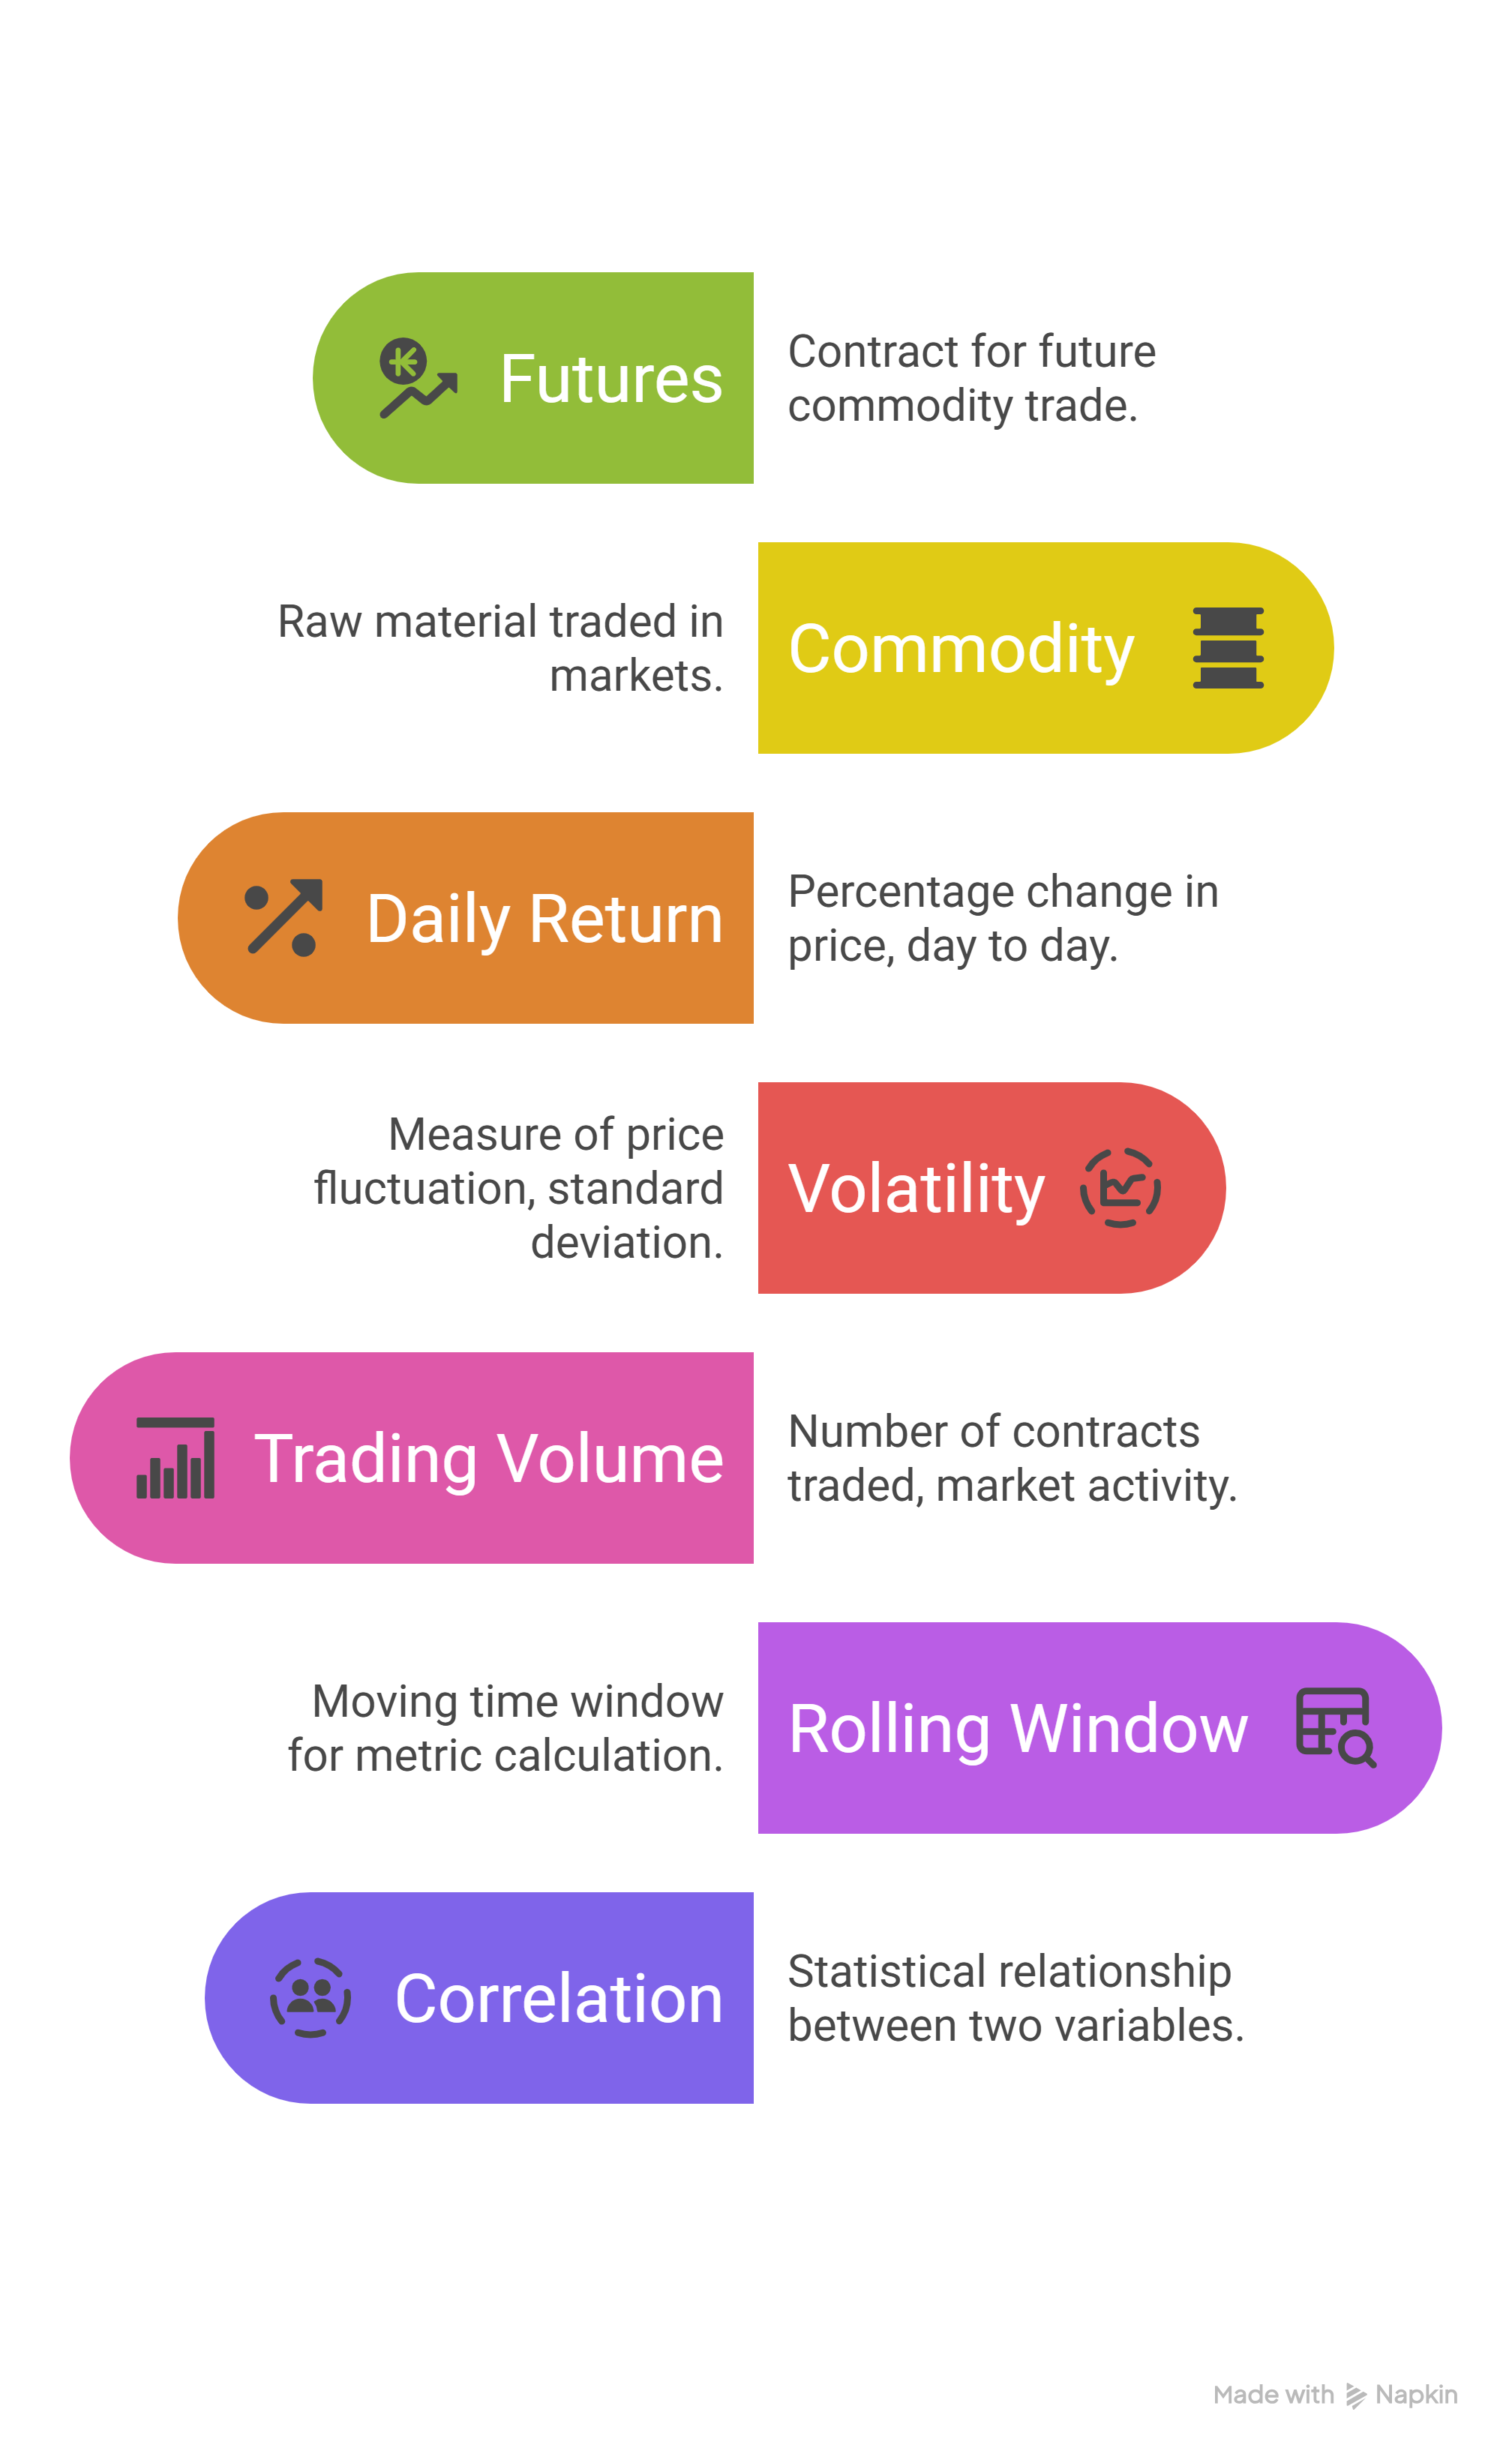 Futures
Contract for future
commodity trade.
Raw material traded in
markets.
Commodity
Daily Return
Percentage change in
price, day to day.
Measure of price
fluctuation, standard
deviation.
Volatility
Trading Volume
Number of contracts
traded, market activity.
Moving time window
for metric calculation.
Rolling Window
Correlation
Statistical relationship
between two variables.
Made with Napkin